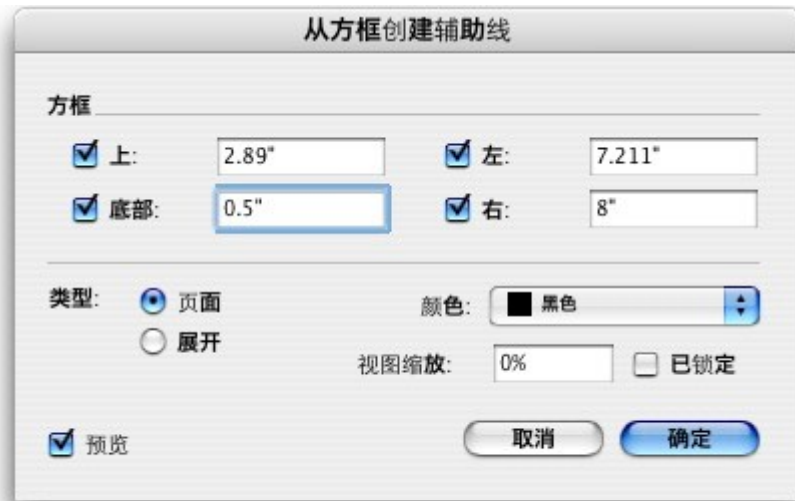 从方框创建辅助线
方框
上: 2.89" 左: 7.211"
底部: 0.5" 右: 8"
类型: 页面 颜色: 黑色
展开
视图缩放: 0% 已锁定
预览 取消 确定